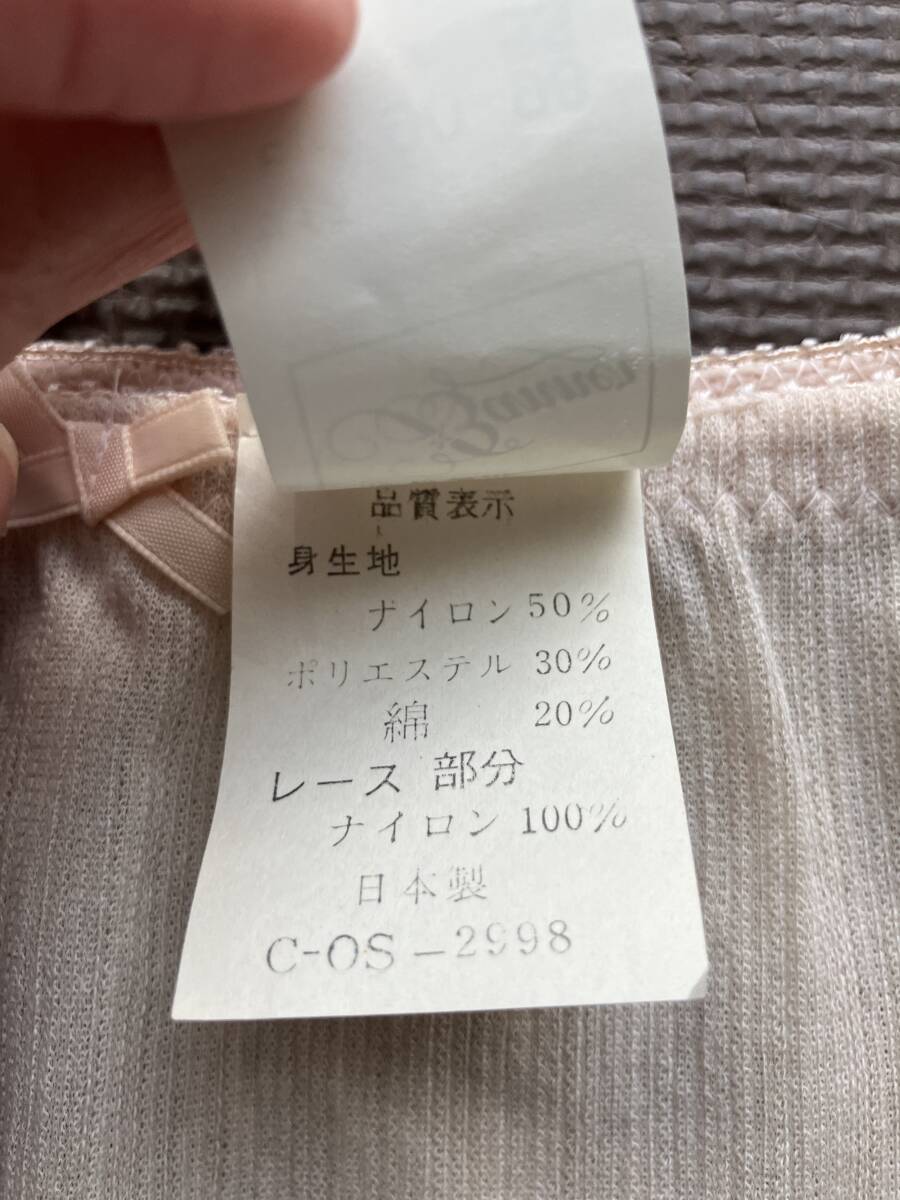 品質表示
身生地
ナイロン 50%
ポリエステル 30%
綿 20%
レース 部分
ナイロン 100%
日本製
C-OS-2998